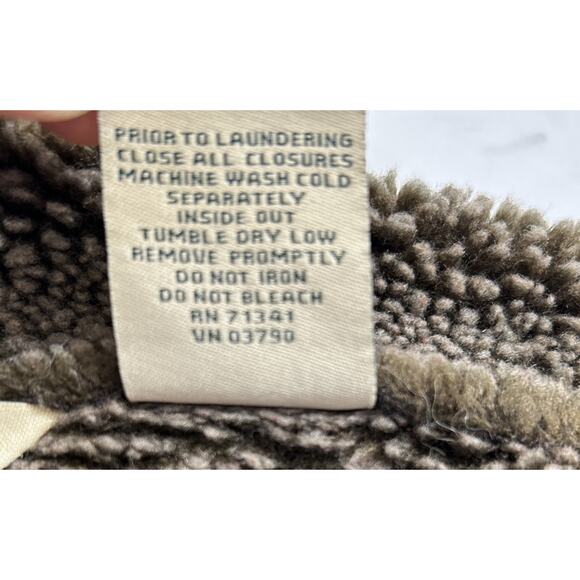 PRIOR TO LAUNDERING
CLOSE ALL CLOSURES
MACHINE WASH COLD
SEPARATELY
INSIDE OUT
TUMBLE DRY LOW
REMOVE PROMPTLY
DO NOT IRON
DO NOT BLEACH
RN 71341
VN 03790